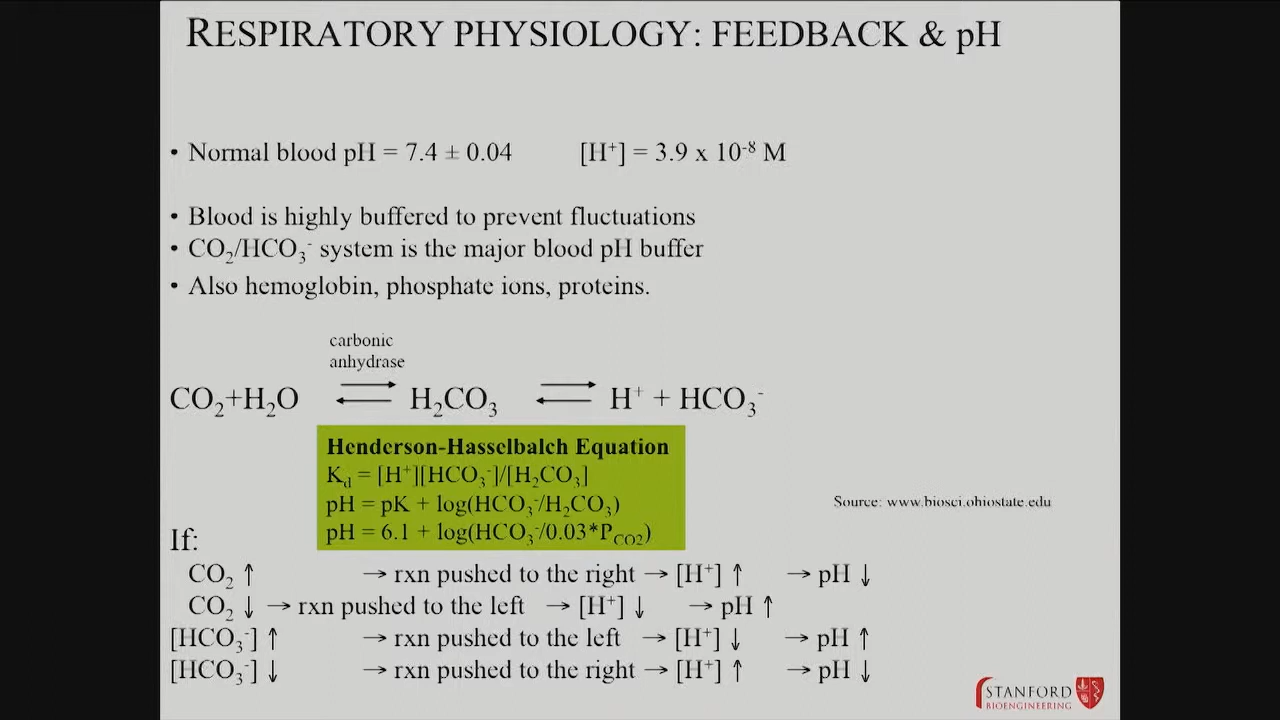 RESPIRATORY PHYSIOLOGY: FEEDBACK & pH
• Normal blood pH = 7.4 ± 0.04 [H⁺] = 3.9 x 10⁻⁸ M
• Blood is highly buffered to prevent fluctuations
• CO₂/HCO₃⁻ system is the major blood pH buffer
• Also hemoglobin, phosphate ions, proteins.
carbonic
anhydrase
CO₂+H₂O ⇄ H₂CO₃ ⇄ H⁺ + HCO₃⁻
Henderson-Hasselbalch Equation
K_d = [H⁺][HCO₃⁻]/[H₂CO₃]
pH = pK + log(HCO₃⁻/H₂CO₃)
Source: www.biosci.ohiostate.edu
pH = 6.1 + log(HCO₃⁻/0.03*P_CO2)
If:
CO₂ ↑ → rxn pushed to the right → [H⁺] ↑ → pH ↓
CO₂ ↓ → rxn pushed to the left → [H⁺] ↓ → pH ↑
[HCO₃⁻] ↑ → rxn pushed to the left → [H⁺] ↓ → pH ↑
[HCO₃⁻] ↓ → rxn pushed to the right → [H⁺] ↑ → pH ↓
STANFORD
BIOENGINEERING